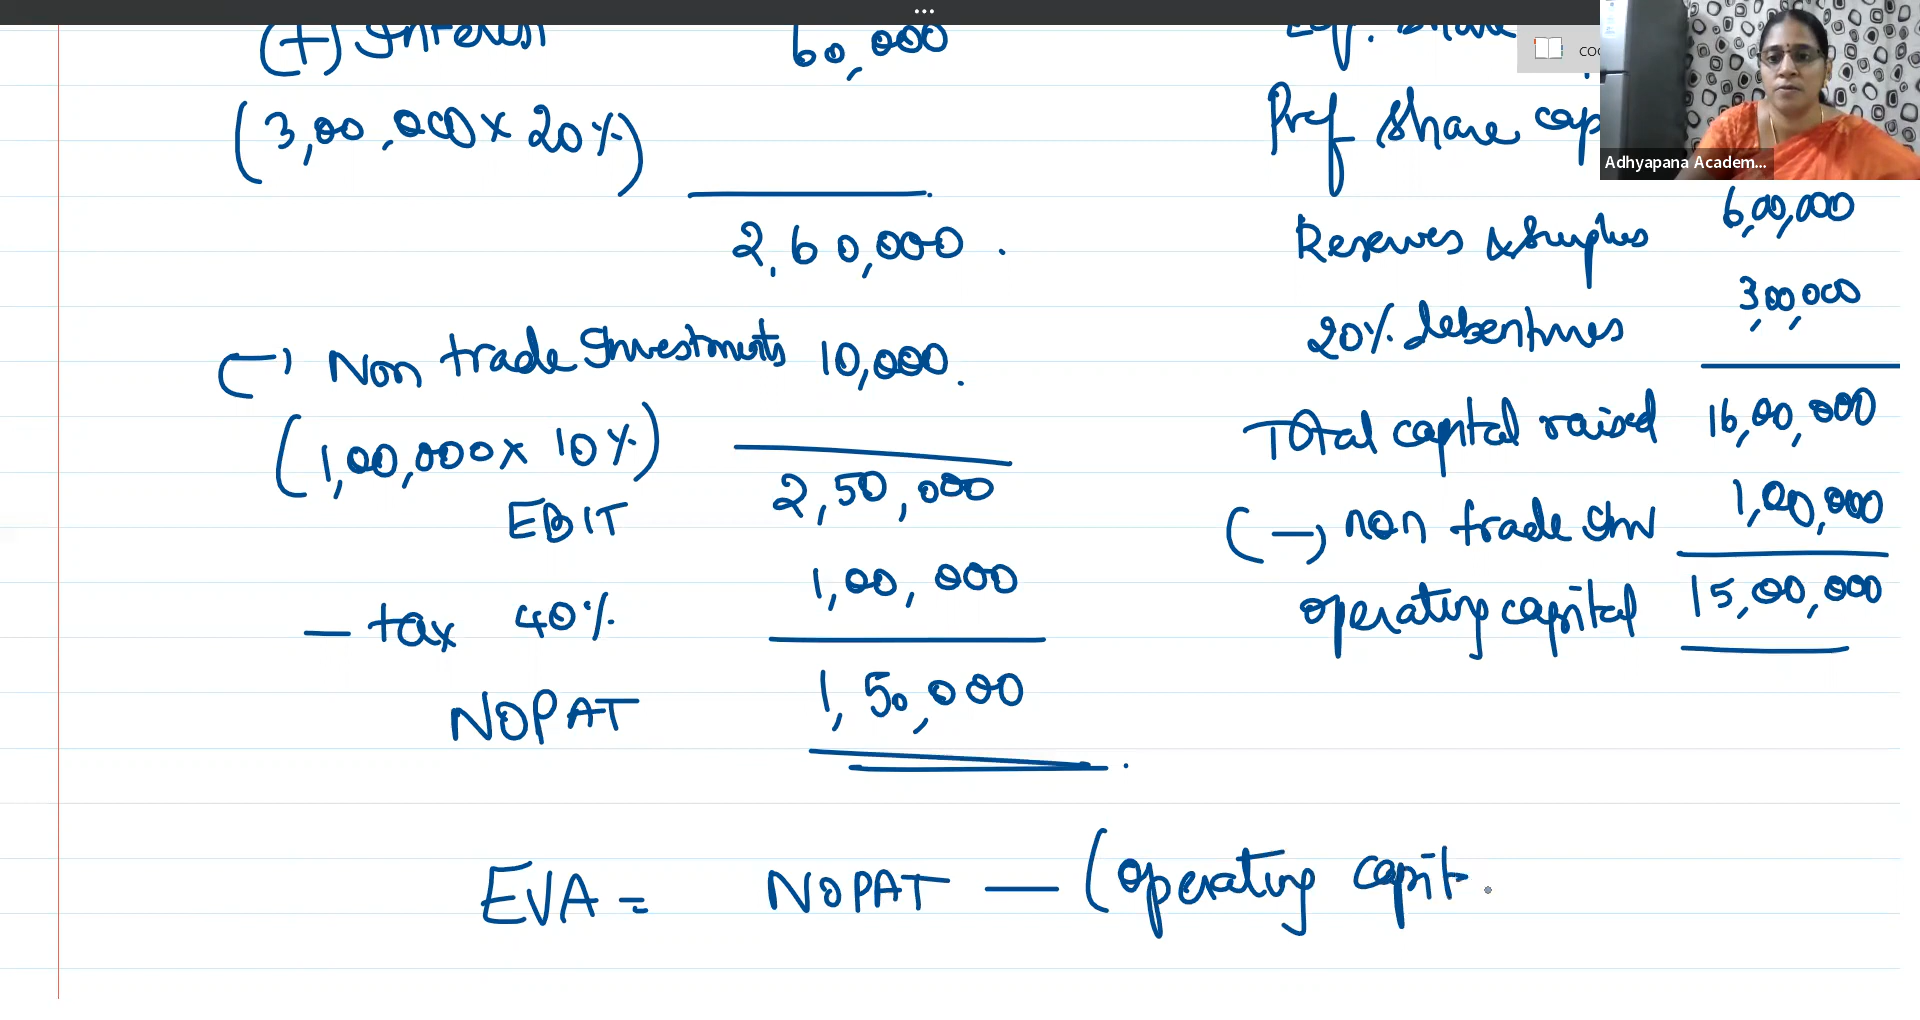 ...
(+) Interest 60,000
(3,00,000 x 20%)
2,60,000.
(-) Non trade Investments 10,000.
(1,00,000 x 10%)
EBIT 2,50,000
- tax 40% 1,00,000
NOPAT 1,50,000
EVA = NOPAT — (operating capit
Eq. share
Pref share cap
Reserves & Surplus 6,00,000
20% debentures 3,00,000
Total capital raised 16,00,000
(-) non trade Inv 1,00,000
operating capital 15,00,000
Adhyapana Academ...